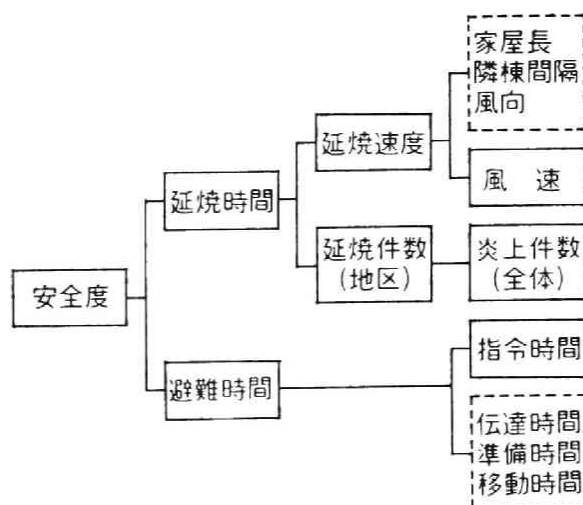 家屋長
隣棟間隔
風向
延焼速度
風 速
延焼時間
延焼件数
(地区)
炎上件数
(全体)
安全度
指令時間
避難時間
伝達時間
準備時間
移動時間